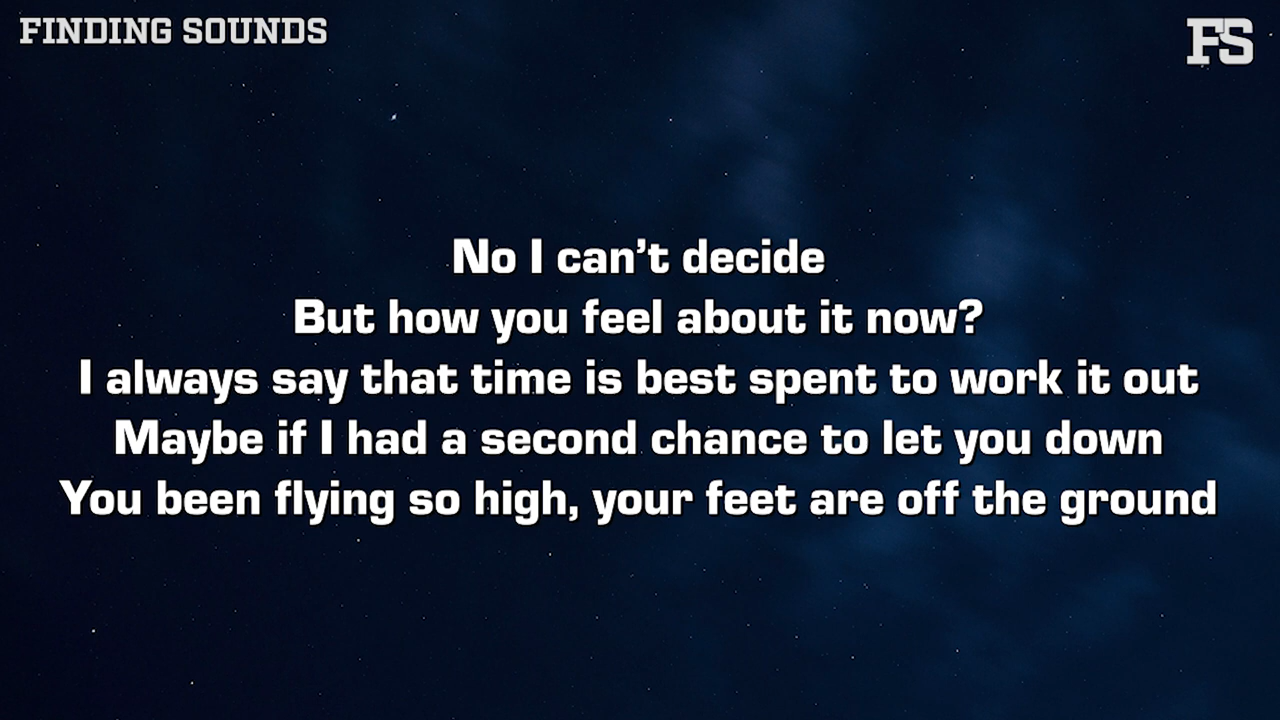 FINDING SOUNDS
FS
No I can’t decide
But how you feel about it now?
I always say that time is best spent to work it out
Maybe if I had a second chance to let you down
You been flying so high, your feet are off the ground